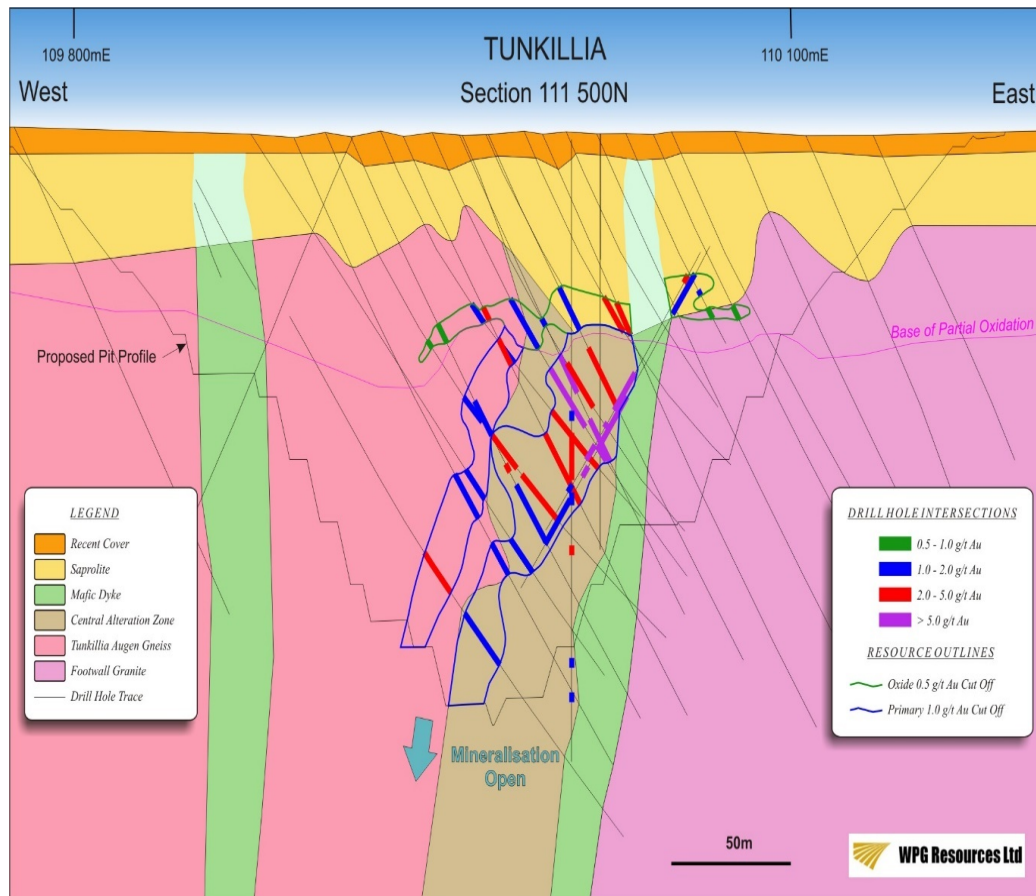 109 800mE
TUNKILLIA
110 100mE
West
Section 111 500N
East
Base of Partial Oxidation
Proposed Pit Profile
LEGEND
Recent Cover
Saprolite
Mafic Dyke
Central Alteration Zone
Tunkillia Augen Gneiss
Footwall Granite
Drill Hole Trace
DRILL HOLE INTERSECTIONS
0.5 - 1.0 g/t Au
1.0 - 2.0 g/t Au
2.0 - 5.0 g/t Au
> 5.0 g/t Au
RESOURCE OUTLINES
Oxide 0.5 g/t Au Cut Off
Primary 1.0 g/t Au Cut Off
Mineralisation
Open
50m
WPG Resources Ltd